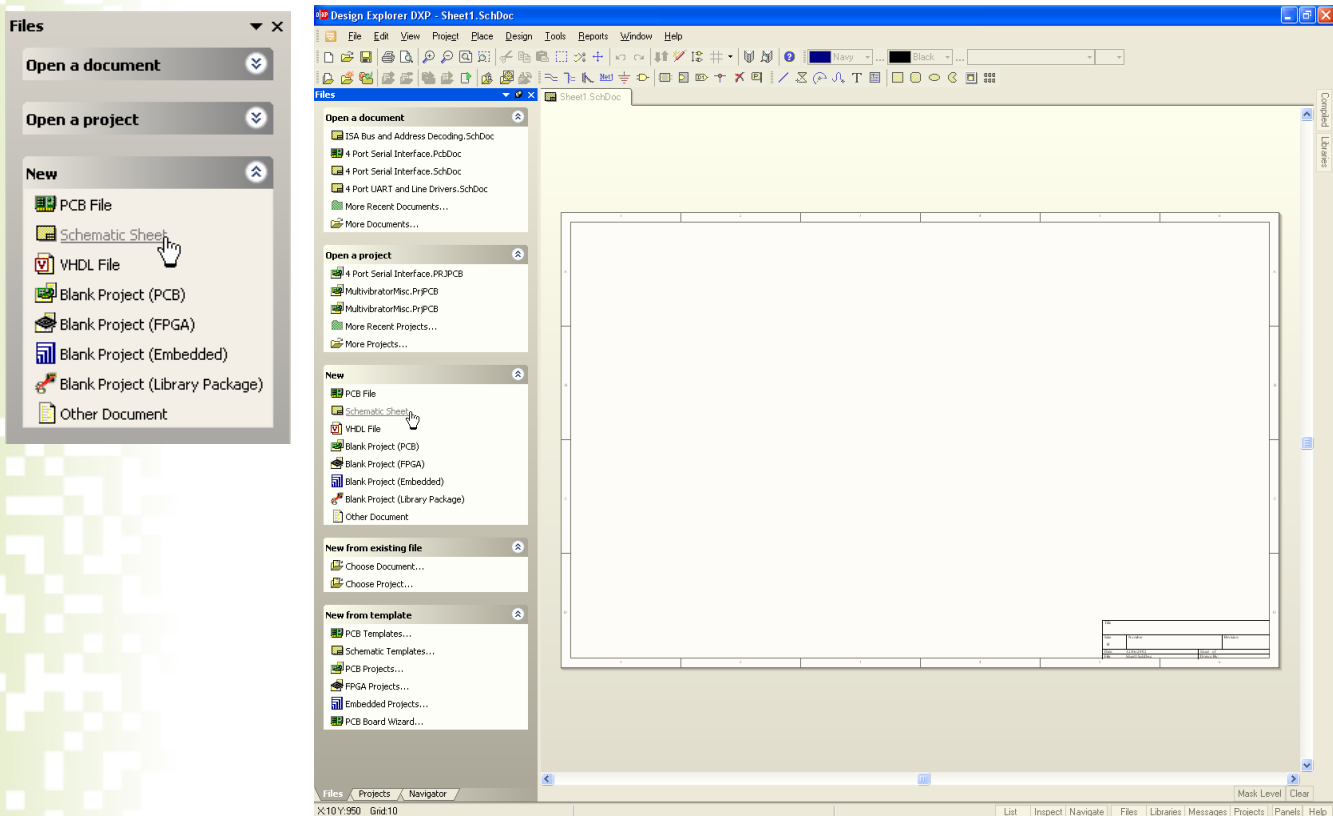 Files
Open a document
Open a project
New
PCB File
Schematic Sheet
VHDL File
Blank Project (PCB)
Blank Project (FPGA)
Blank Project (Embedded)
Blank Project (Library Package)
Other Document
DXP Design Explorer DXP - Sheet1.SchDoc
File Edit View Project Place Design Tools Reports Window Help
Navy ... Black ...
Files
Sheet1.SchDoc
Compiled
Libraries
Open a document
ISA Bus and Address Decoding.SchDoc
4 Port Serial Interface.PcbDoc
4 Port Serial Interface.SchDoc
4 Port UART and Line Drivers.SchDoc
More Recent Documents...
More Documents...
Open a project
4 Port Serial Interface.PRJPCB
MultivibratorMisc.PrjPCB
MultivibratorMisc.PrjPCB
More Recent Projects...
More Projects...
New
PCB File
Schematic Sheet
VHDL File
Blank Project (PCB)
Blank Project (FPGA)
Blank Project (Embedded)
Blank Project (Library Package)
Other Document
New from existing file
Choose Document...
Choose Project...
New from template
PCB Templates...
Schematic Templates...
PCB Projects...
FPGA Projects...
Embedded Projects...
PCB Board Wizard...
Title
Files Projects Navigator
Mask Level Clear
X:10 Y:950 Grid:10
List Inspect Navigate Files Libraries Messages Projects Panels Help